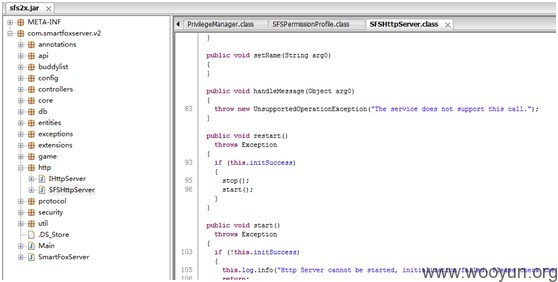 sfs2x.jar
META-INF
com.smartfoxserver.v2
annotations
api
buddylist
config
controllers
core
db
entities
exceptions
extensions
game
http
IHttpServer
SFSHttpServer
protocol
security
util
.DS_Store
Main
SmartFoxServer
PrivilegeManager.class SFSPermissionProfile.class SFSHttpServer.class
}
public void setName(String arg0)
{
}
public void handleMessage(Object arg0)
{
83 throw new UnsupportedOperationException("The service does not support this call.");
}
public void restart()
throws Exception
{
93 if (this.initSuccess)
{
95 stop();
96 start();
}
}
public void start()
throws Exception
{
103 if (!this.initSuccess)
{
105 this.log.info("Http Server cannot be started,
106 return;
www.wooyun.org